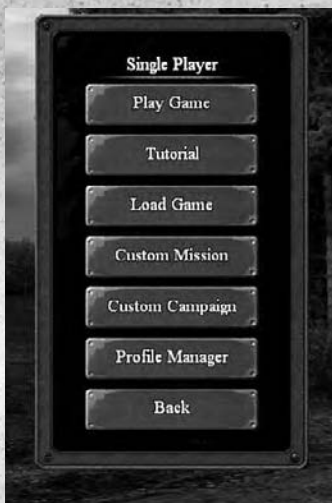 Single Player
Play Game
Tutorial
Load Game
Custom Mission
Custom Campaign
Profile Manager
Back